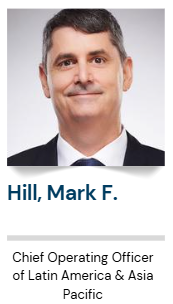 Hill, Mark F.
Chief Operating Officer
of Latin America & Asia
Pacific